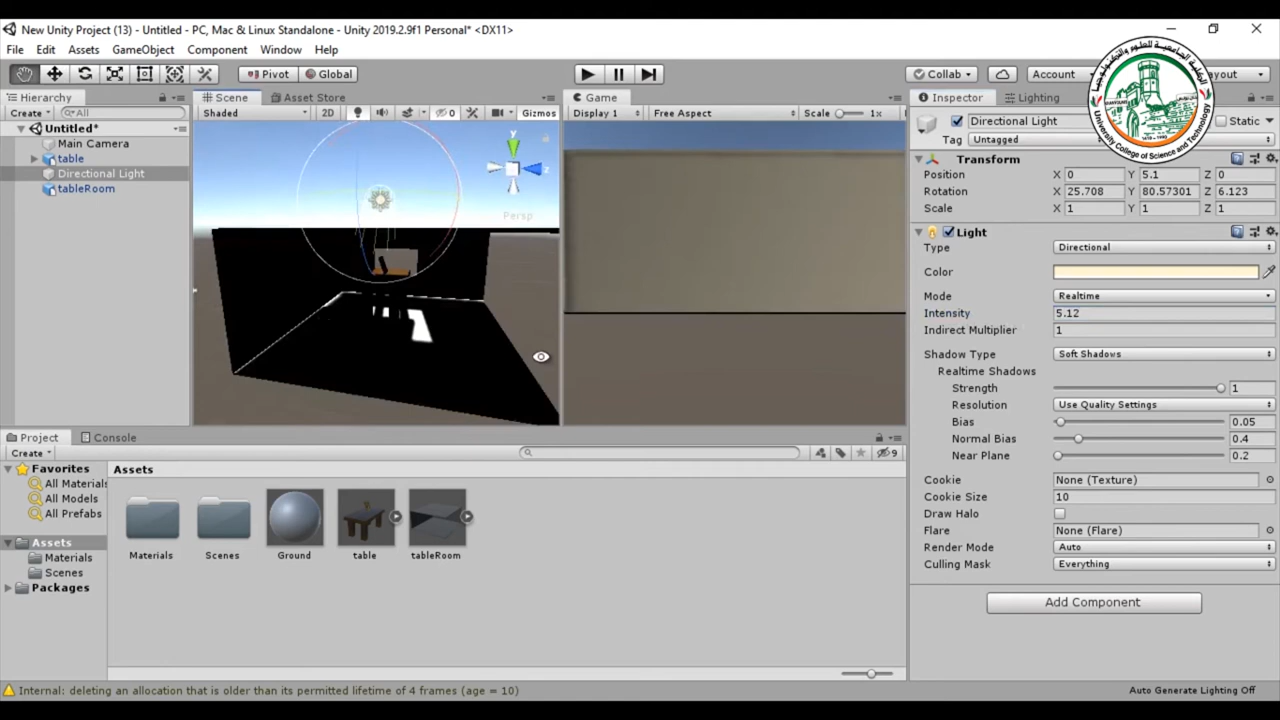 New Unity Project (13) - Untitled - PC, Mac & Linux Standalone - Unity 2019.2.9f1 Personal* <DX11>
File Edit Assets GameObject Component Window Help
Pivot Global Collab Account
Hierarchy
Create All
Untitled*
Main Camera
table
Directional Light
tableRoom
Scene Asset Store
Shaded 2D 0 Gizmos
y
z
Persp
Game
Display 1 Free Aspect Scale 1x
Inspector Lighting
Directional Light Static
Tag Untagged
Transform
Position X 0 Y 5.1 Z 0
Rotation X 25.708 Y 80.57301 Z 6.123
Scale X 1 Y 1 Z 1
Light
Type Directional
Color
Mode Realtime
Intensity 5.12
Indirect Multiplier 1
Shadow Type Soft Shadows
Realtime Shadows
Strength 1
Resolution Use Quality Settings
Bias 0.05
Normal Bias 0.4
Near Plane 0.2
Cookie None (Texture)
Cookie Size 10
Draw Halo
Flare None (Flare)
Render Mode Auto
Culling Mask Everything
Add Component
Project Console
Create 9
Favorites
All Materials
All Models
All Prefabs
Assets
Materials
Scenes
Packages
Assets
Materials Scenes Ground table tableRoom
Internal: deleting an allocation that is older than its permitted lifetime of 4 frames (age = 10)
Auto Generate Lighting Off
الكلية الجامعية للعلوم والتكنولوجيا
University College of Science and Technology